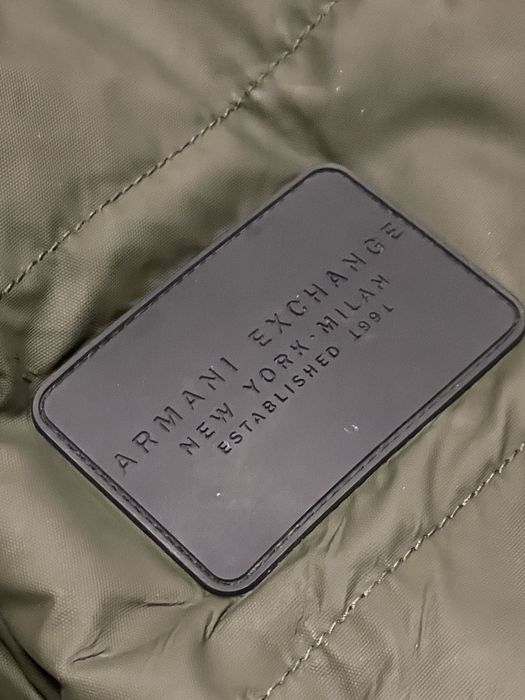 ARMANI EXCHANGE
NEW YORK·MILAN
ESTABLISHED 1991